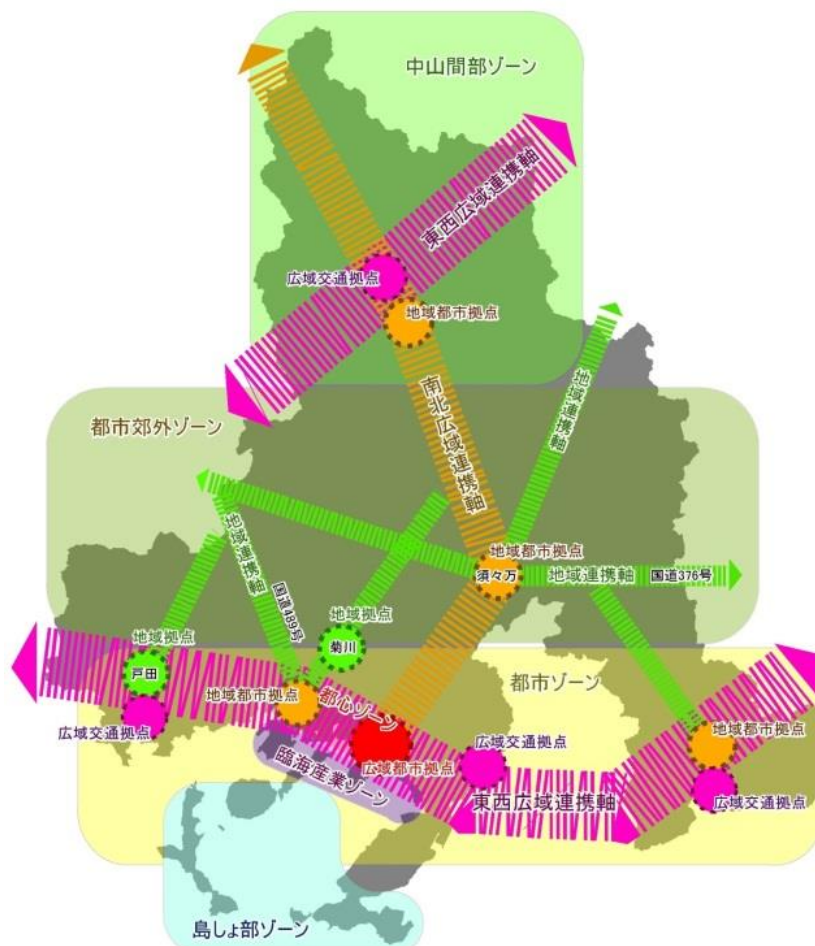 中山間部ゾーン
東西広域連携軸
広域交通拠点
地域都市拠点
地域連携軸
南北広域連携軸
都市郊外ゾーン
地域連携軸
国道489号
地域都市拠点
須々万
地域連携軸
国道376号
地域拠点
菊川
地域拠点
戸田
都市ゾーン
地域都市拠点
都心ゾーン
広域交通拠点
広域都市拠点
広域交通拠点
地域都市拠点
臨海産業ゾーン
東西広域連携軸
広域交通拠点
島しょ部ゾーン